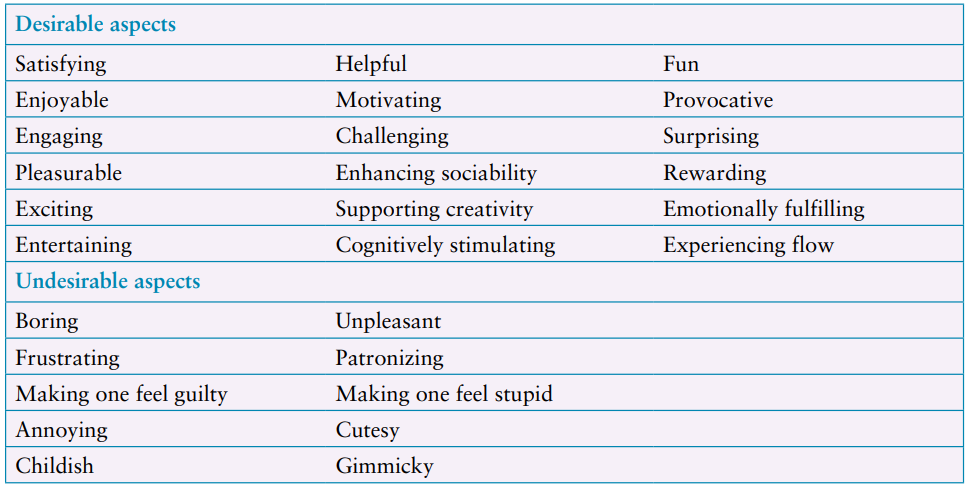 Desirable aspects
Satisfying Helpful Fun
Enjoyable Motivating Provocative
Engaging Challenging Surprising
Pleasurable Enhancing sociability Rewarding
Exciting Supporting creativity Emotionally fulfilling
Entertaining Cognitively stimulating Experiencing flow
Undesirable aspects
Boring Unpleasant
Frustrating Patronizing
Making one feel guilty Making one feel stupid
Annoying Cutesy
Childish Gimmicky